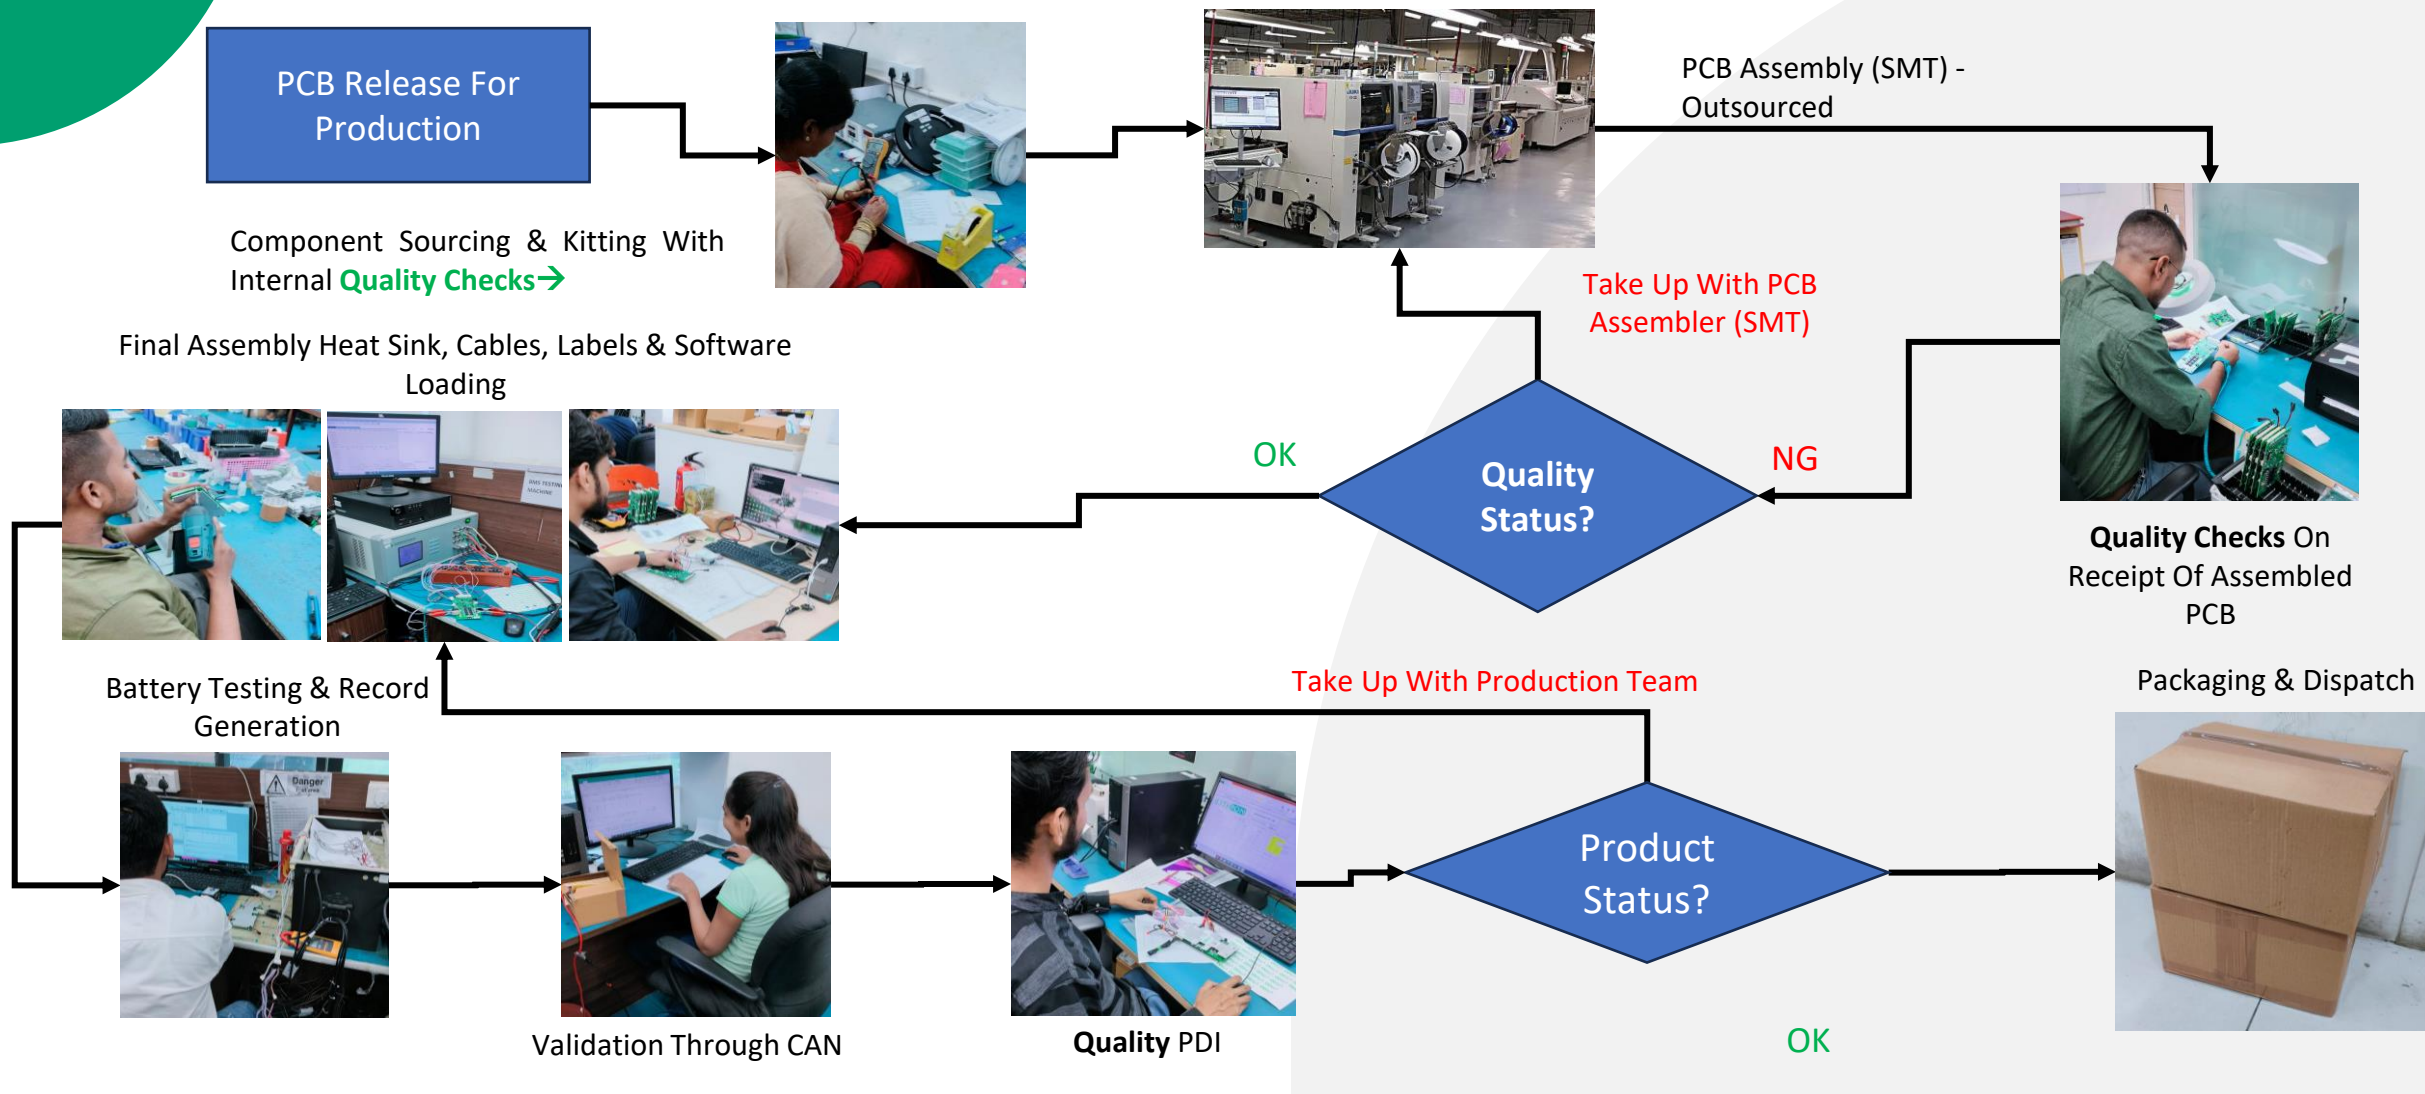 PCB Release For
Production
PCB Assembly (SMT) -
Outsourced
Component Sourcing & Kitting With
Internal Quality Checks→
Take Up With PCB
Assembler (SMT)
Final Assembly Heat Sink, Cables, Labels & Software
Loading
OK
Quality
Status?
NG
BMS TESTING
MACHINE
Quality Checks On
Receipt Of Assembled
PCB
Battery Testing & Record
Generation
Take Up With Production Team
Packaging & Dispatch
Danger
Product
Status?
Validation Through CAN
Quality PDI
OK